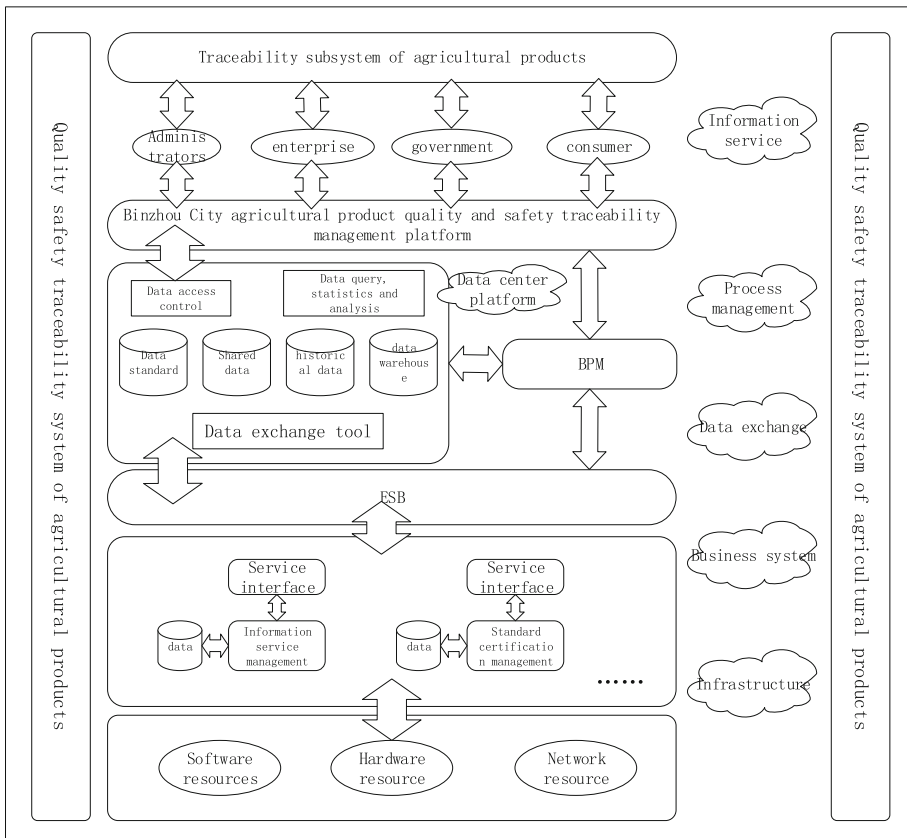 Quality safety traceability system of agricultural products
Traceability subsystem of agricultural products
Adminis
trators
enterprise
government
consumer
Information
service
Binzhou City agricultural product quality and safety traceability
management platform
Data access
control
Data query,
statistics and
analysis
Data center
platform
Process
management
Data
standard
Shared
data
historic
al data
data
warehous
e
BPM
Data exchange tool
Data exchange
ESB
Business system
Service
interface
Service
interface
data
Information
service
management
data
Standard
certificatio
n management
......
Infrastructure
Software
resources
Hardware
resource
Network
resource
Quality safety traceability system of agricultural products